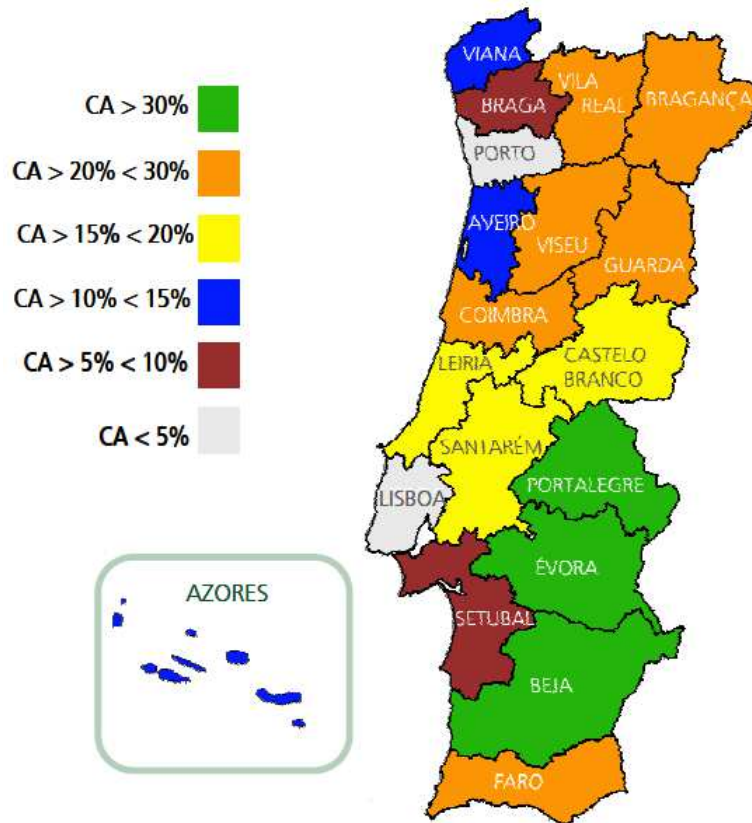 CA > 30%
CA > 20% < 30%
CA > 15% < 20%
CA > 10% < 15%
CA > 5% < 10%
CA < 5%
VIANA
BRAGA
VILA
REAL
BRAGANÇA
PORTO
AVEIRO
VISEU
GUARDA
COIMBRA
LEIRIA
CASTELO
BRANCO
SANTARÉM
PORTALEGRE
LISBOA
ÉVORA
SETUBAL
BEJA
FARO
AZORES